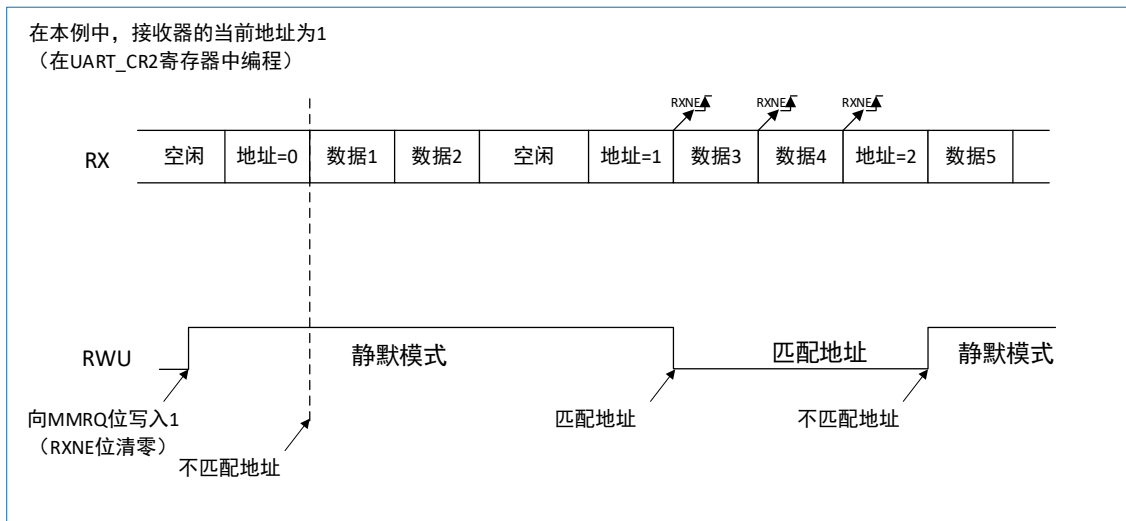 在本例中，接收器的当前地址为1
（在UART_CR2寄存器中编程）
RXNE RXNE RXNE
RX 空闲 地址=0 数据1 数据2 空闲 地址=1 数据3 数据4 地址=2 数据5
RWU 静默模式 匹配地址 静默模式
向MMRQ位写入1
（RXNE位清零）
不匹配地址
匹配地址
不匹配地址